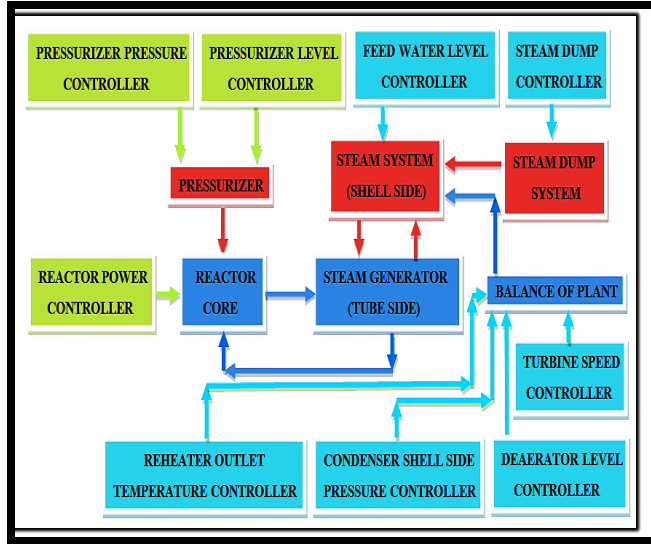 PRESSURIZER PRESSURE
CONTROLLER
PRESSURIZER LEVEL
CONTROLLER
FEED WATER LEVEL
CONTROLLER
STEAM DUMP
CONTROLLER
PRESSURIZER
STEAM SYSTEM
(SHELL SIDE)
STEAM DUMP
SYSTEM
REACTOR POWER
CONTROLLER
REACTOR
CORE
STEAM GENERATOR
(TUBE SIDE)
BALANCE OF PLANT
TURBINE SPEED
CONTROLLER
REHEATER OUTLET
TEMPERATURE CONTROLLER
CONDENSER SHELL SIDE
PRESSURE CONTROLLER
DEAERATOR LEVEL
CONTROLLER